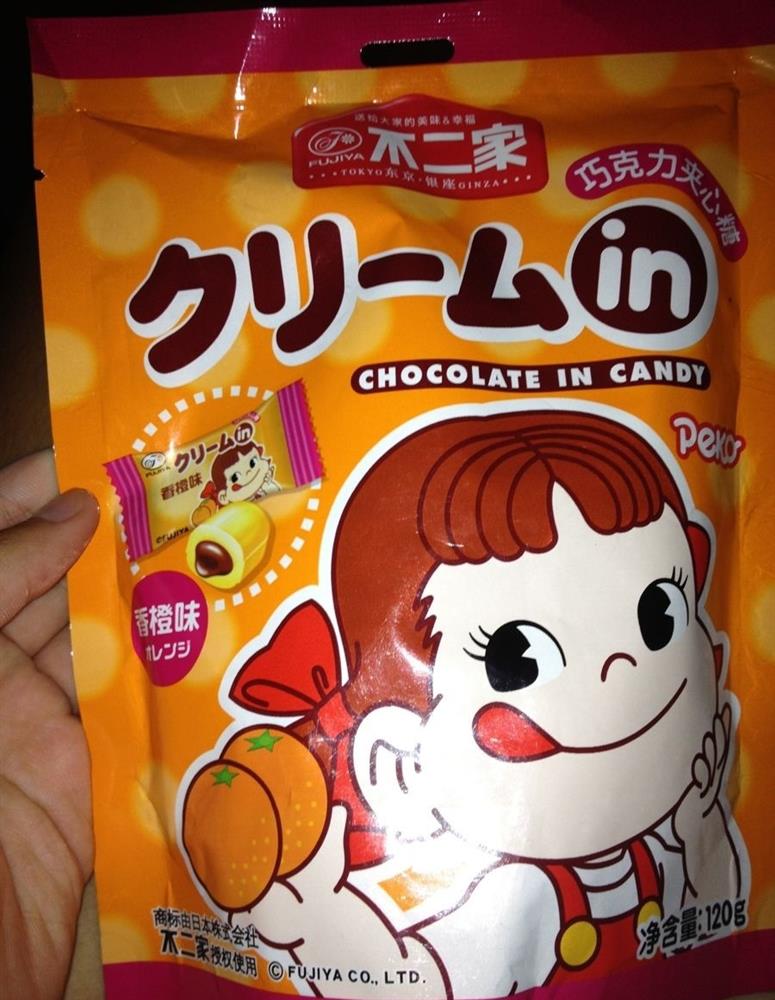 送给大家的美味&幸福
FUJIYA 不二家
TOKYO东京·银座GINZA
巧克力夹心糖
クリームin
CHOCOLATE IN CANDY
Peko
FUJIYA
クリームin
香橙味
©FUJIYA
香橙味
オレンジ
商标由日本株式会社
不二家授权使用
© FUJIYA CO., LTD.
净含量:120g